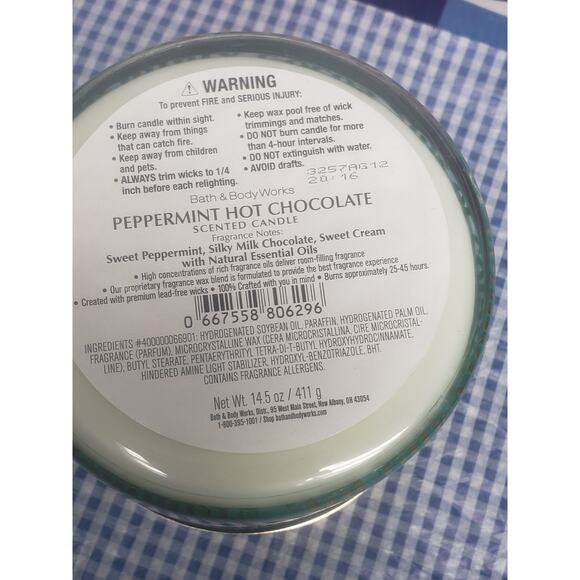 ⚠ WARNING
To prevent FIRE and SERIOUS INJURY:
• Burn candle within sight.
• Keep away from things
that can catch fire.
• Keep away from children
and pets.
• ALWAYS trim wicks to 1/4
inch before each relighting.
• Keep wax pool free of wick
trimmings and matches.
• DO NOT burn candle for more
than 4-hour intervals.
• DO NOT extinguish with water.
• AVOID drafts.
3257AG12
20:16
Bath & Body Works
PEPPERMINT HOT CHOCOLATE
SCENTED CANDLE
Fragrance Notes:
Sweet Peppermint, Silky Milk Chocolate, Sweet Cream
with Natural Essential Oils
• High concentrations of rich fragrance oils deliver room-filling fragrance
• Our proprietary fragrance wax blend is formulated to provide the best fragrance experience
• Created with premium lead-free wicks • 100% Crafted with you in mind • Burns approximately 25-45 hours.
0 667558 806296
INGREDIENTS #400000066901: HYDROGENATED SOYBEAN OIL, PARAFFIN, HYDROGENATED PALM OIL,
FRAGRANCE (PARFUM), MICROCRYSTALLINE WAX (CERA MICROCRISTALLINA, CIRE MICROCRISTAL-
LINE), BUTYL STEARATE, PENTAERYTHRITYL TETRA-DI-T-BUTYL HYDROXYHYDROCINNAMATE,
HINDERED AMINE LIGHT STABILIZER, HYDROXYL-BENZOTRIAZOLE, BHT.
CONTAINS FRAGRANCE ALLERGENS.
Net Wt. 14.5 oz / 411 g
Bath & Body Works, Distr., 95 West Main Street, New Albany, OH 43054
1-800-395-1001 / Shop bathandbodyworks.com